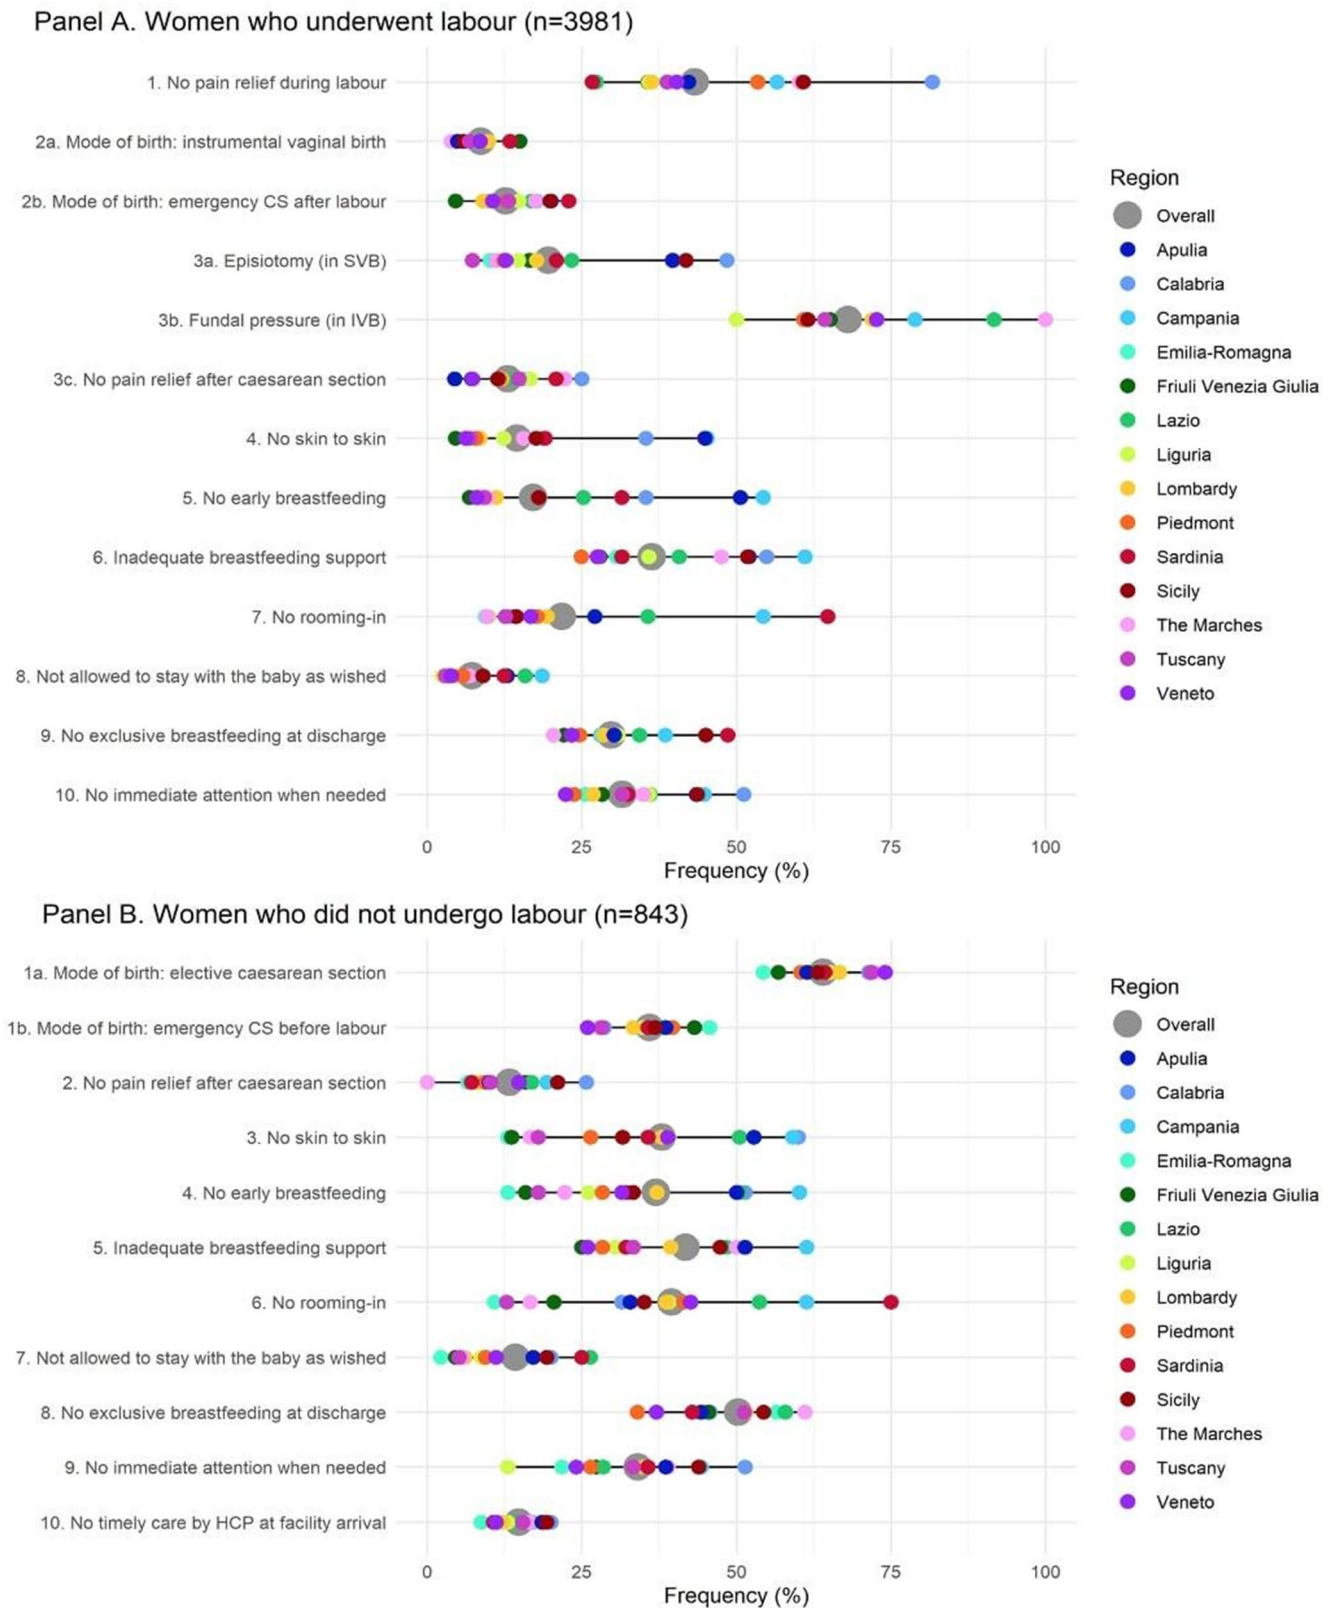 Panel A. Women who underwent labour (n=3981)
1. No pain relief during labour
2a. Mode of birth: instrumental vaginal birth
2b. Mode of birth: emergency CS after labour
3a. Episiotomy (in SVB)
3b. Fundal pressure (in IVB)
3c. No pain relief after caesarean section
4. No skin to skin
5. No early breastfeeding
6. Inadequate breastfeeding support
7. No rooming-in
8. Not allowed to stay with the baby as wished
9. No exclusive breastfeeding at discharge
10. No immediate attention when needed
0 25 50 75 100
Frequency (%)
Region
Overall
Apulia
Calabria
Campania
Emilia-Romagna
Friuli Venezia Giulia
Lazio
Liguria
Lombardy
Piedmont
Sardinia
Sicily
The Marches
Tuscany
Veneto
Panel B. Women who did not undergo labour (n=843)
1a. Mode of birth: elective caesarean section
1b. Mode of birth: emergency CS before labour
2. No pain relief after caesarean section
3. No skin to skin
4. No early breastfeeding
5. Inadequate breastfeeding support
6. No rooming-in
7. Not allowed to stay with the baby as wished
8. No exclusive breastfeeding at discharge
9. No immediate attention when needed
10. No timely care by HCP at facility arrival
0 25 50 75 100
Frequency (%)
Region
Overall
Apulia
Calabria
Campania
Emilia-Romagna
Friuli Venezia Giulia
Lazio
Liguria
Lombardy
Piedmont
Sardinia
Sicily
The Marches
Tuscany
Veneto